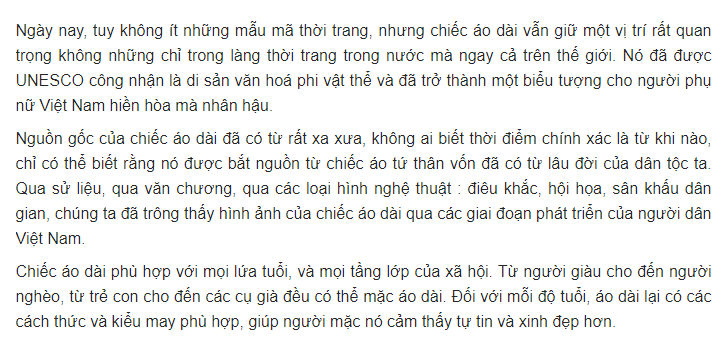 Ngày nay, tuy không ít những mẫu mã thời trang, nhưng chiếc áo dài vẫn giữ một vị trí rất quan
trọng không những chỉ trong làng thời trang trong nước mà ngay cả trên thế giới. Nó đã được
UNESCO công nhận là di sản văn hoá phi vật thể và đã trở thành một biểu tượng cho người phụ
nữ Việt Nam hiền hòa mà nhân hậu.
Nguồn gốc của chiếc áo dài đã có từ rất xa xưa, không ai biết thời điểm chính xác là từ khi nào,
chỉ có thể biết rằng nó được bắt nguồn từ chiếc áo tứ thân vốn đã có từ lâu đời của dân tộc ta.
Qua sử liệu, qua văn chương, qua các loại hình nghệ thuật : điêu khắc, hội họa, sân khấu dân
gian, chúng ta đã trông thấy hình ảnh của chiếc áo dài qua các giai đoạn phát triển của người dân
Việt Nam.
Chiếc áo dài phù hợp với mọi lứa tuổi, và mọi tầng lớp của xã hội. Từ người giàu cho đến người
nghèo, từ trẻ con cho đến các cụ già đều có thể mặc áo dài. Đối với mỗi độ tuổi, áo dài lại có các
cách thức và kiểu may phù hợp, giúp người mặc nó cảm thấy tự tin và xinh đẹp hơn.